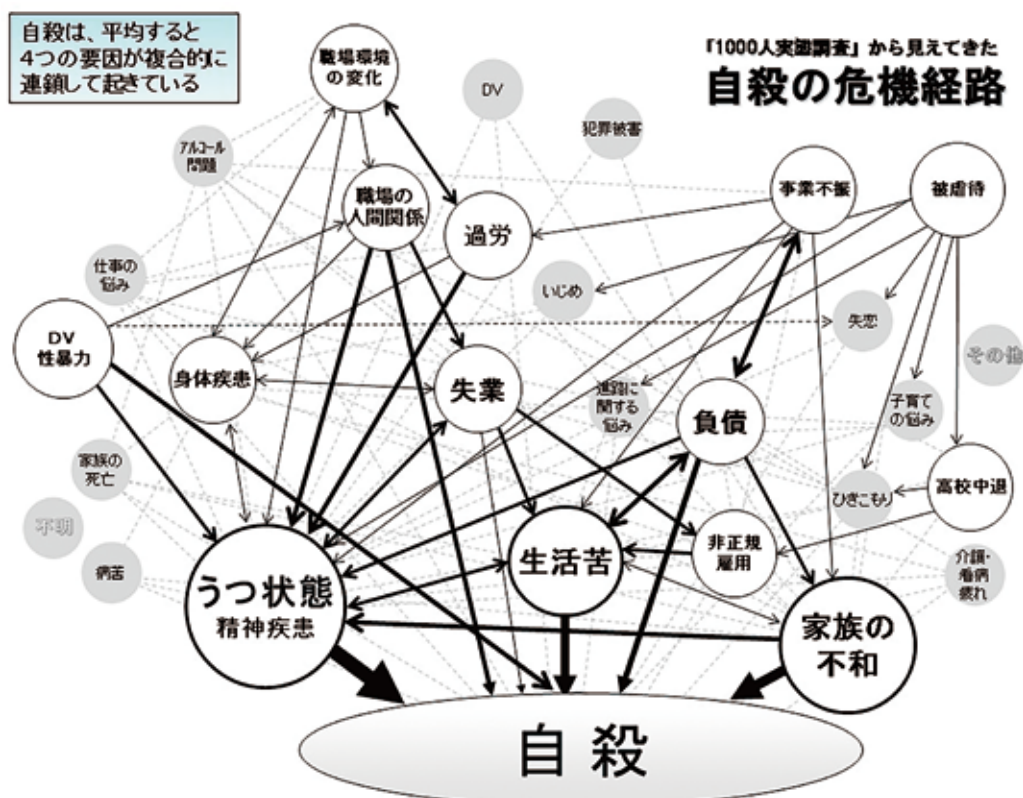 自殺は、平均すると
4つの要因が複合的に
連鎖して起きている
「1000人実態調査」から見えてきた
自殺の危機経路
職場環境
の変化
DV
犯罪被害
アルコール
問題
職場の
人間関係
過労
事業不振
被虐待
仕事の
悩み
いじめ
失恋
DV
性暴力
身体疾患
失業
進路に
関する
悩み
負債
その他
子育て
の悩み
家族の
死亡
ひきこもり
高校中退
不明
病苦
うつ状態
精神疾患
生活苦
非正規
雇用
介護・
看病
疲れ
家族の
不和
自殺